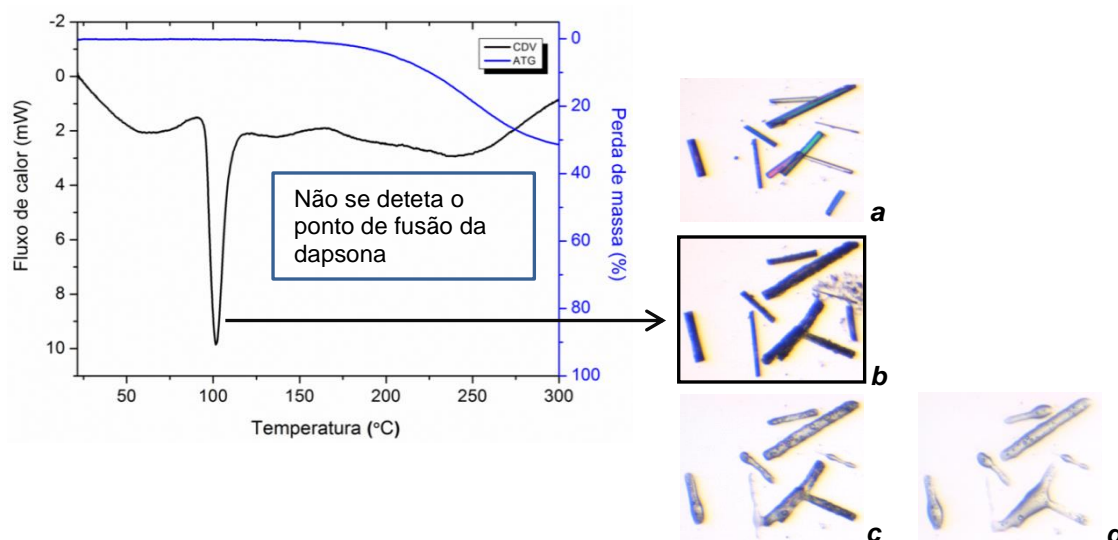 -2
0
2
4
6
8
10
Fluxo de calor (mW)
50
100
150
200
250
300
Temperatura (°C)
0
20
40
60
80
100
Perda de massa (%)
CDV
ATG
Não se deteta o
ponto de fusão da
dapsona
a
b
c
d